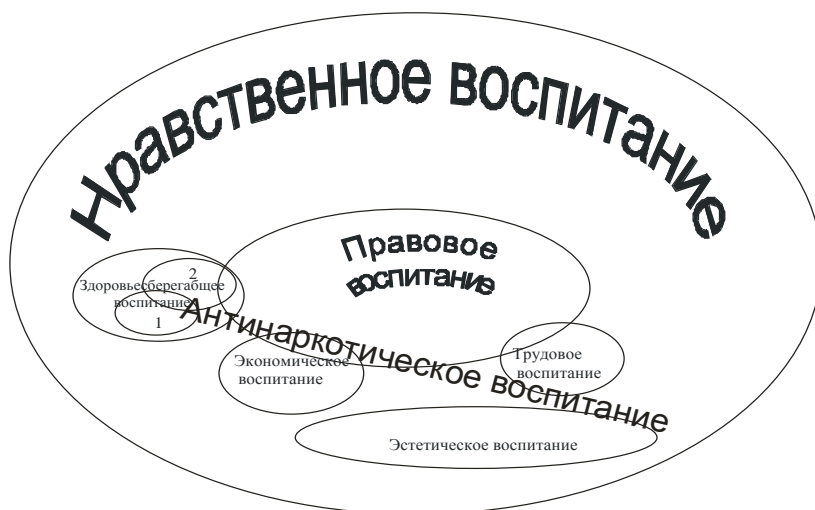 Нравственное воспитание
Правовое
воспитание
2
Здоровьесберегабщее
воспитание
1
Антинаркотическое воспитание
Экономическое
воспитание
Трудовое
воспитание
Эстетическое воспитание